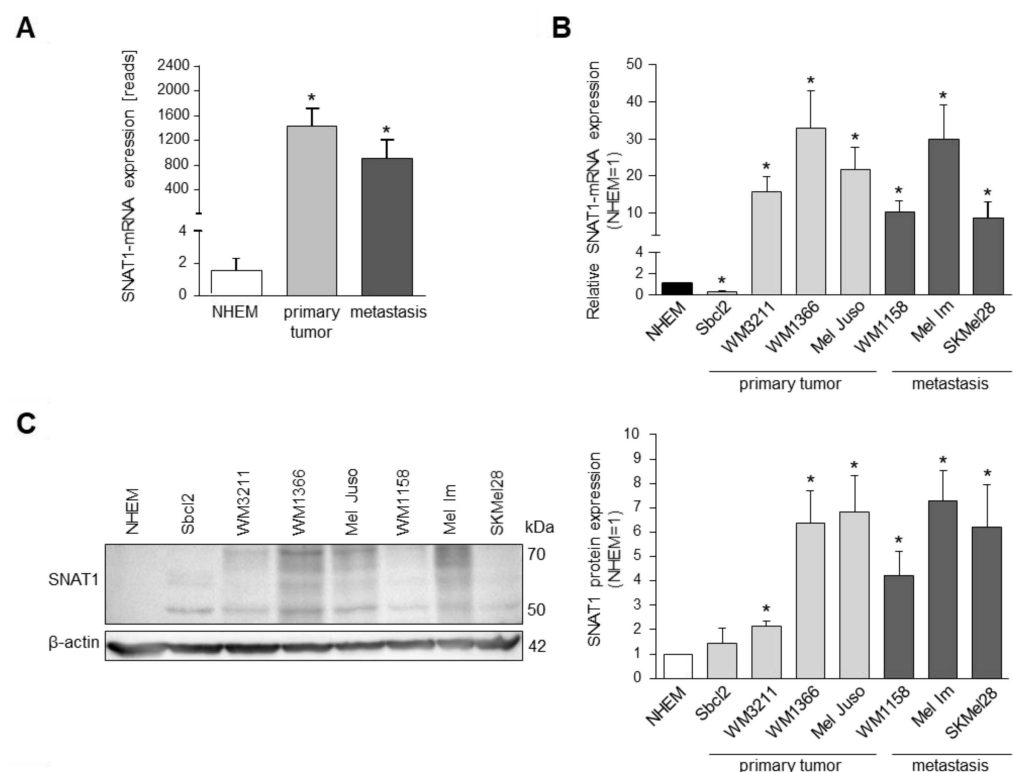 A
SNAT1-mRNA expression [reads]
2400
2000
1600
1200
800
400
0
4
2
0
*
*
NHEM
primary tumor
metastasis
B
Relative SNAT1-mRNA expression
(NHEM=1)
50
40
30
20
10
4
2
0
*
*
*
*
*
*
*
NHEM
Sbcl2
WM3211
WM1366
Mel Juso
WM1158
Mel Im
SKMel28
primary tumor
metastasis
C
NHEM
Sbcl2
WM3211
WM1366
Mel Juso
WM1158
Mel Im
SKMel28
kDa
SNAT1
70
50
β-actin
42
SNAT1 protein expression
(NHEM=1)
10
9
8
7
6
5
4
3
2
1
0
*
*
*
*
*
*
NHEM
Sbcl2
WM3211
WM1366
Mel Juso
WM1158
Mel Im
SKMel28
primary tumor
metastasis